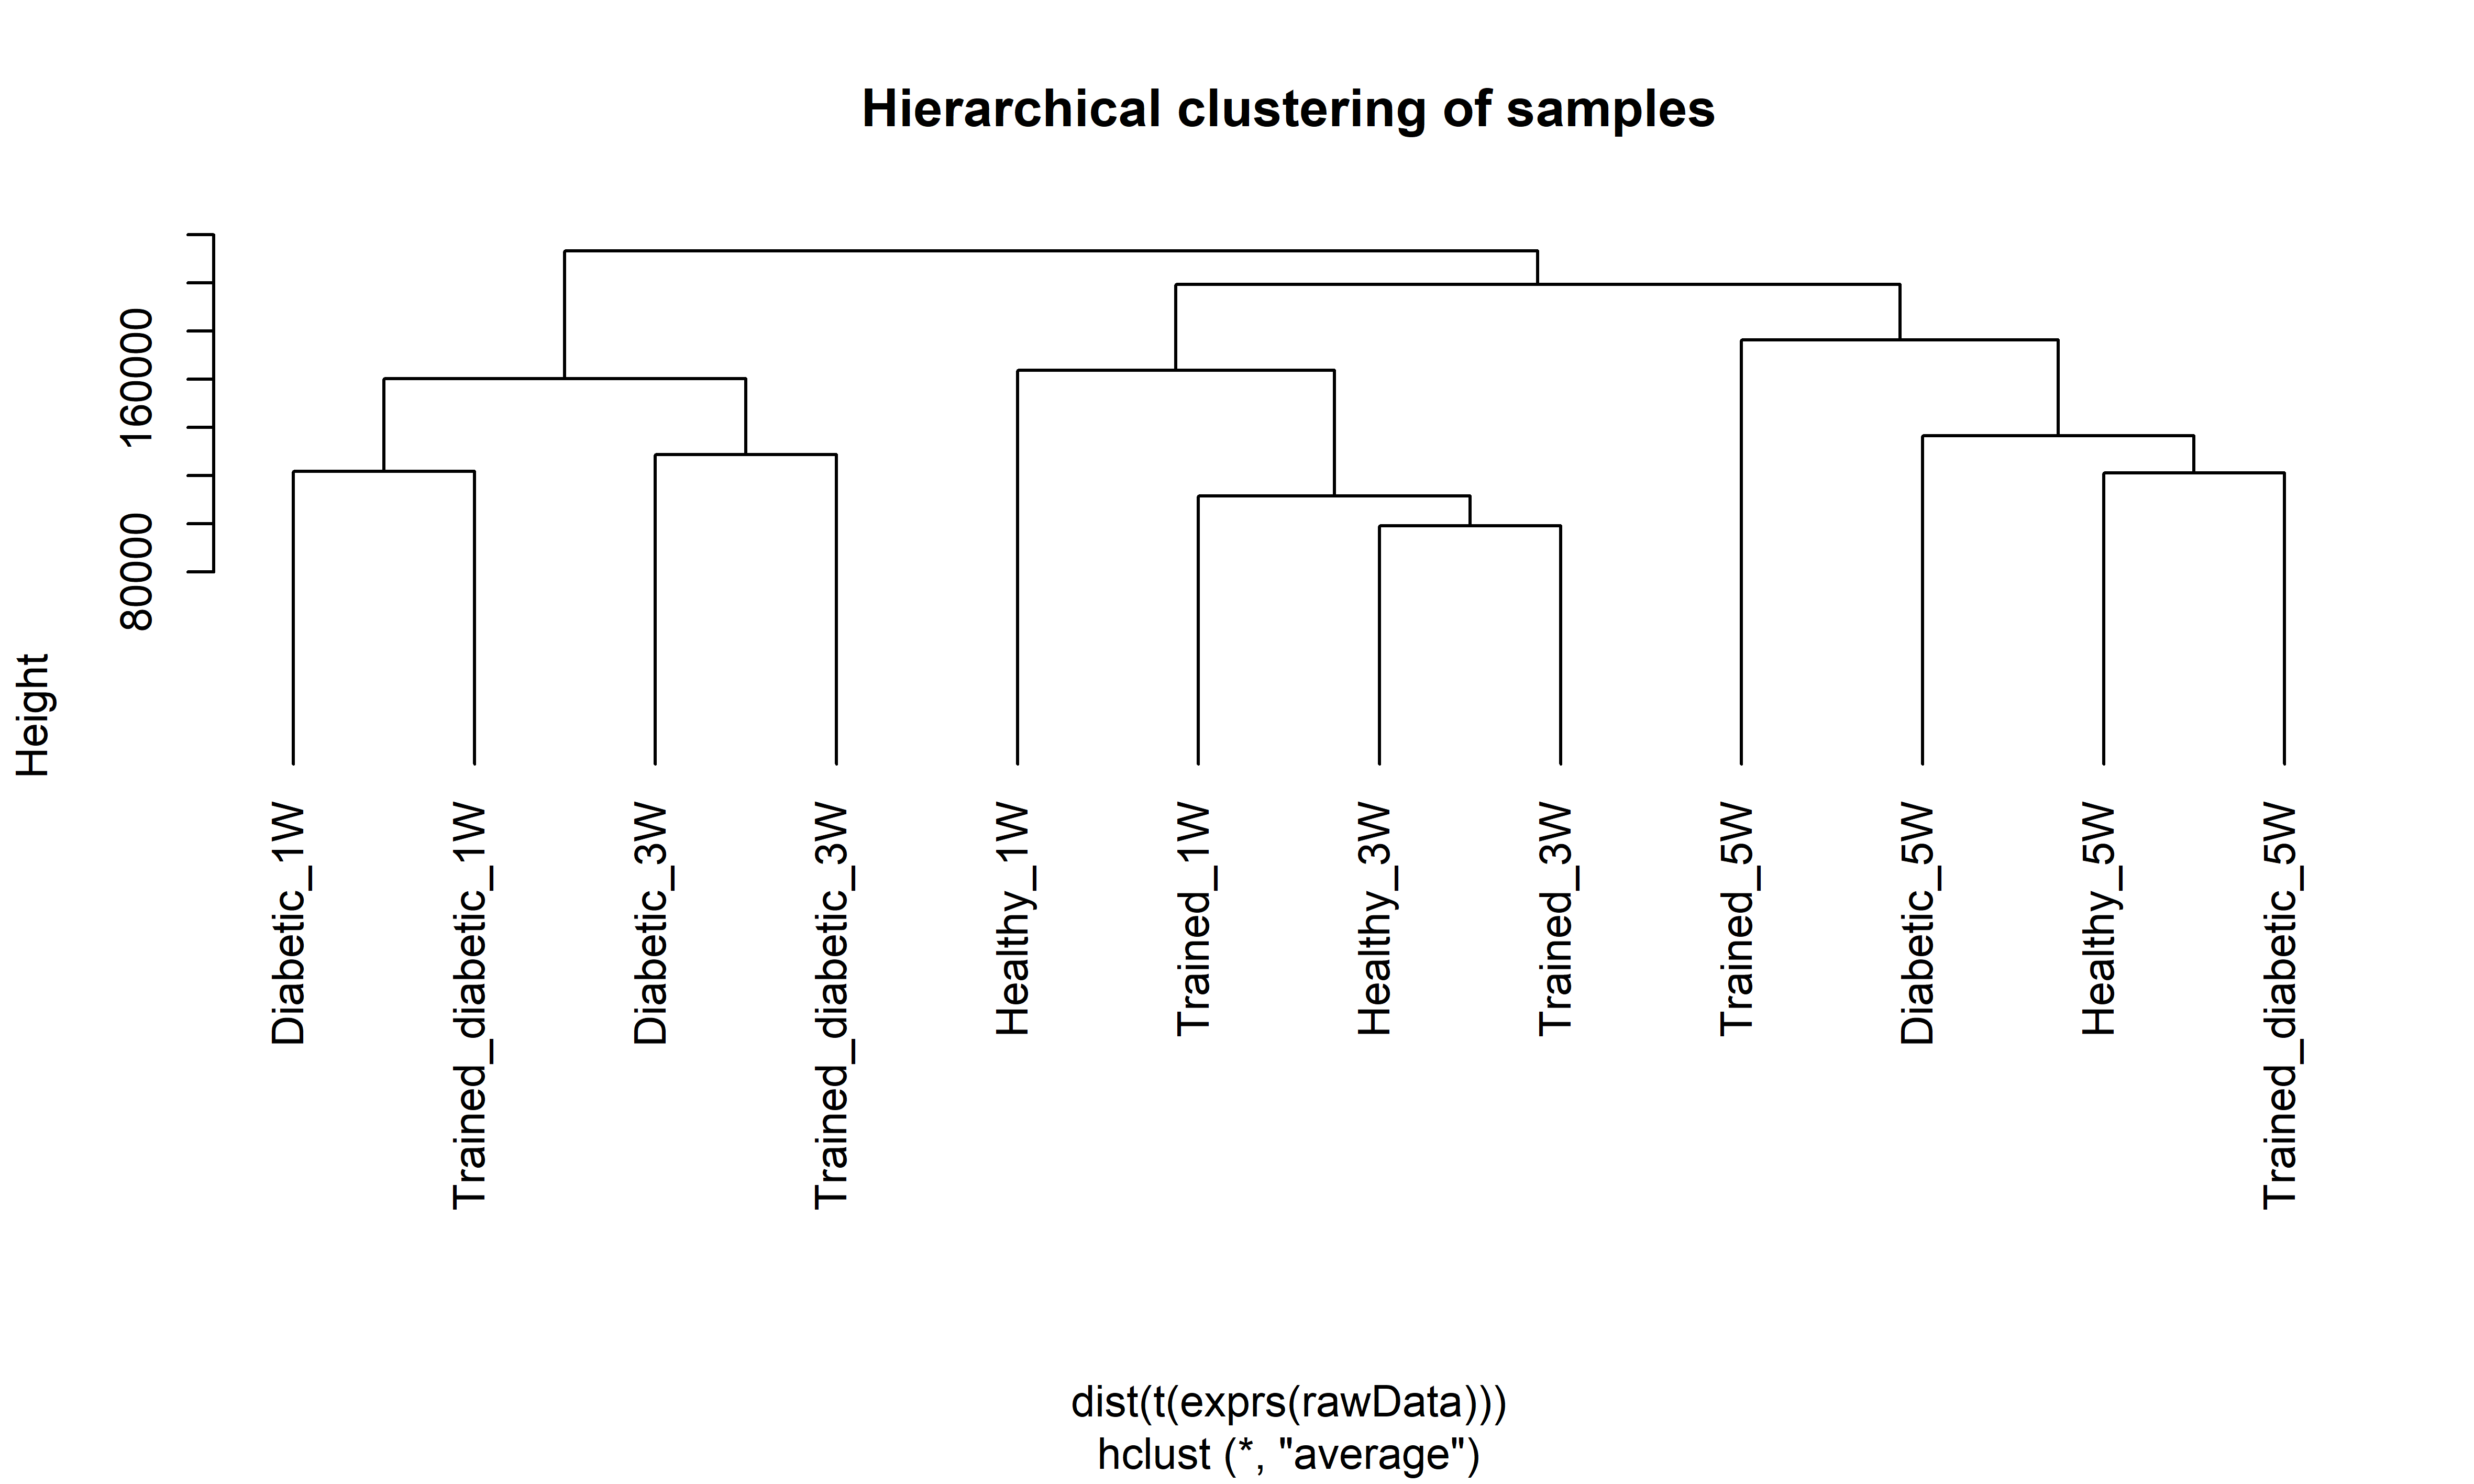 Hierarchical clustering of samples
Height
80000
160000
Diabetic_1W
Trained_diabetic_1W
Diabetic_3W
Trained_diabetic_3W
Healthy_1W
Trained_1W
Healthy_3W
Trained_3W
Trained_5W
Diabetic_5W
Healthy_5W
Trained_diabetic_5W
dist(t(exprs(rawData)))
hclust (*, "average")